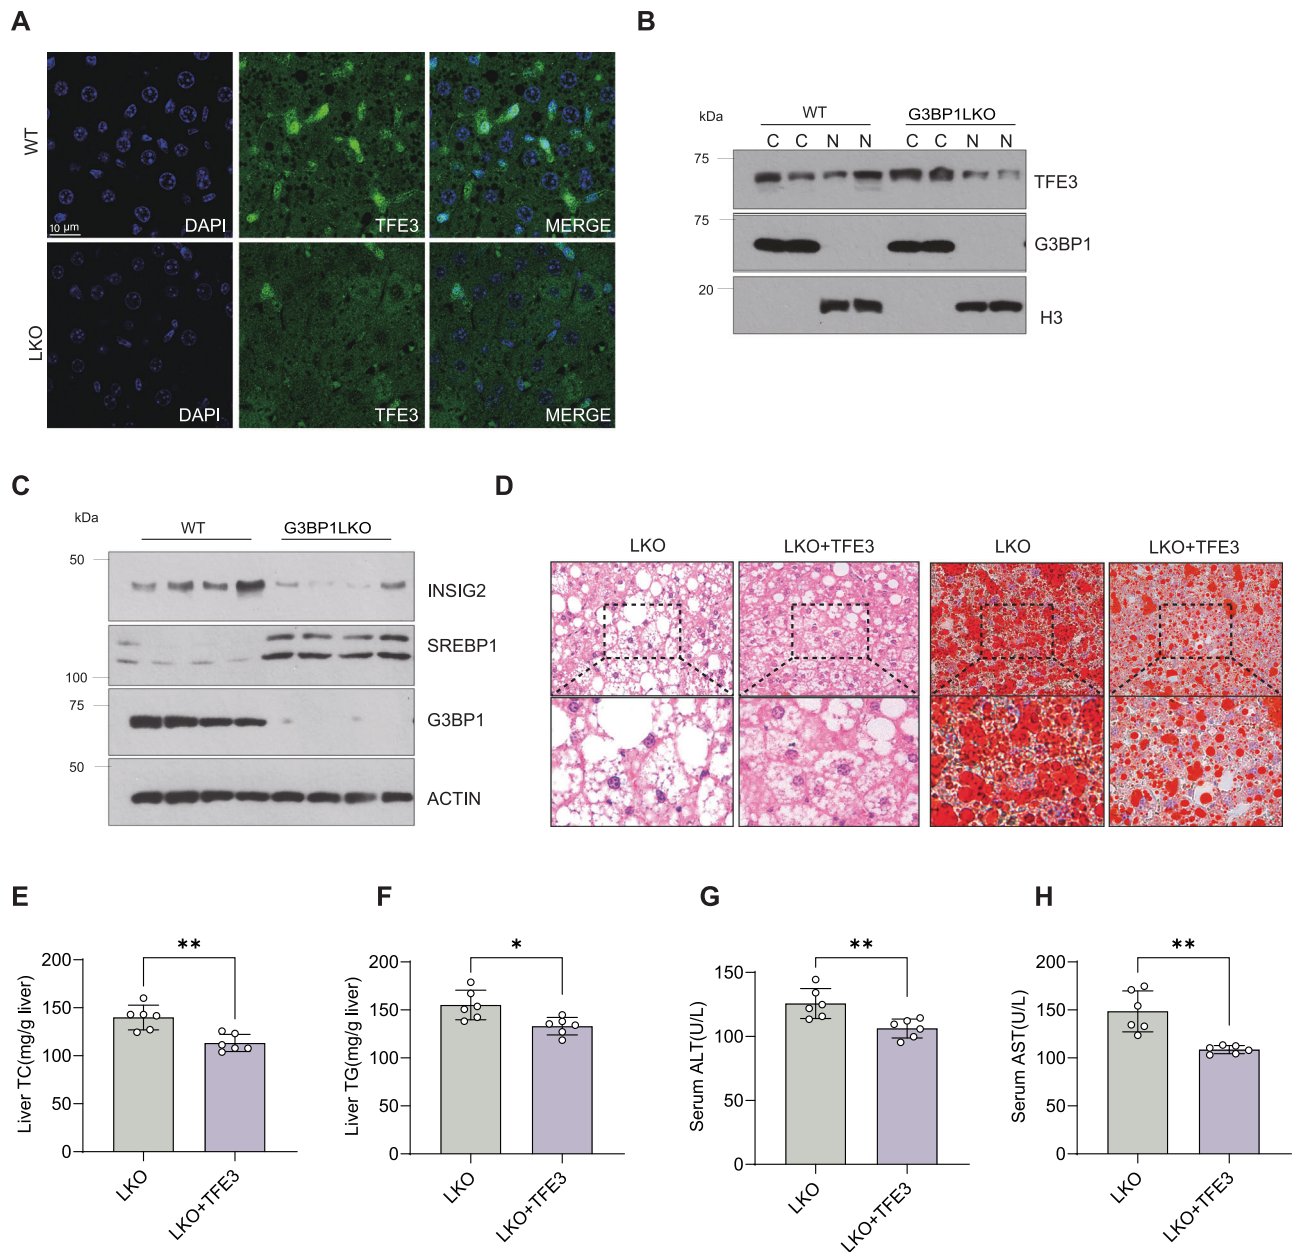 A
WT
DAPI
TFE3
MERGE
10 µm
LKO
DAPI
TFE3
MERGE
B
kDa
WT
G3BP1LKO
C C N N C C N N
75
TFE3
75
G3BP1
20
H3
C
kDa
WT
G3BP1LKO
50
INSIG2
SREBP1
100
75
G3BP1
50
ACTIN
D
LKO
LKO+TFE3
LKO
LKO+TFE3
E
**
Liver TC(mg/g liver)
200
150
100
50
0
LKO
LKO+TFE3
F
*
Liver TG(mg/g liver)
200
150
100
50
0
LKO
LKO+TFE3
G
**
Serum ALT(U/L)
150
100
50
0
LKO
LKO+TFE3
H
**
Serum AST(U/L)
200
150
100
50
0
LKO
LKO+TFE3